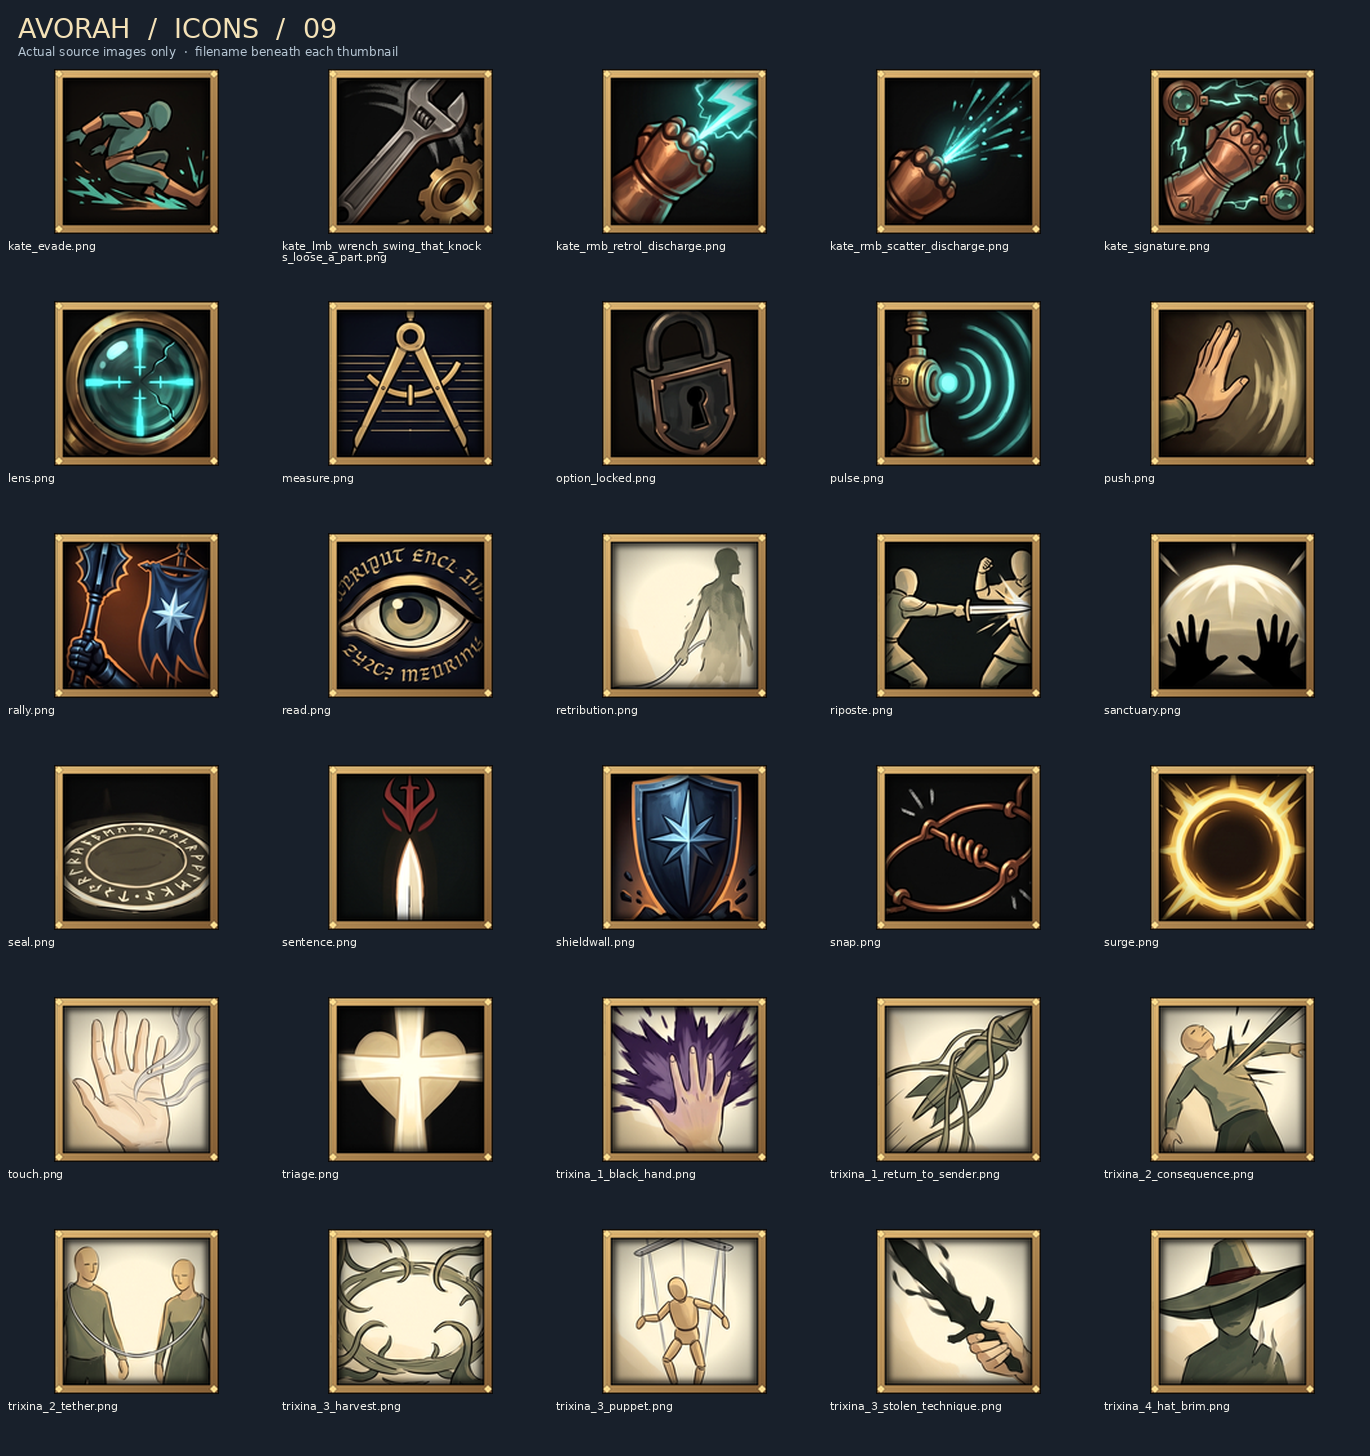 AVORAH / ICONS / 09
Actual source images only · filename beneath each thumbnail
kate_evade.png
kate_lmb_wrench_swing_that_knock
s_loose_a_part.png
kate_rmb_retrol_discharge.png
kate_rmb_scatter_discharge.png
kate_signature.png
lens.png
measure.png
option_locked.png
pulse.png
push.png
rally.png
read.png
retribution.png
riposte.png
sanctuary.png
seal.png
sentence.png
shieldwall.png
snap.png
surge.png
touch.png
triage.png
trixina_1_black_hand.png
trixina_1_return_to_sender.png
trixina_2_consequence.png
trixina_2_tether.png
trixina_3_harvest.png
trixina_3_puppet.png
trixina_3_stolen_technique.png
trixina_4_hat_brim.png